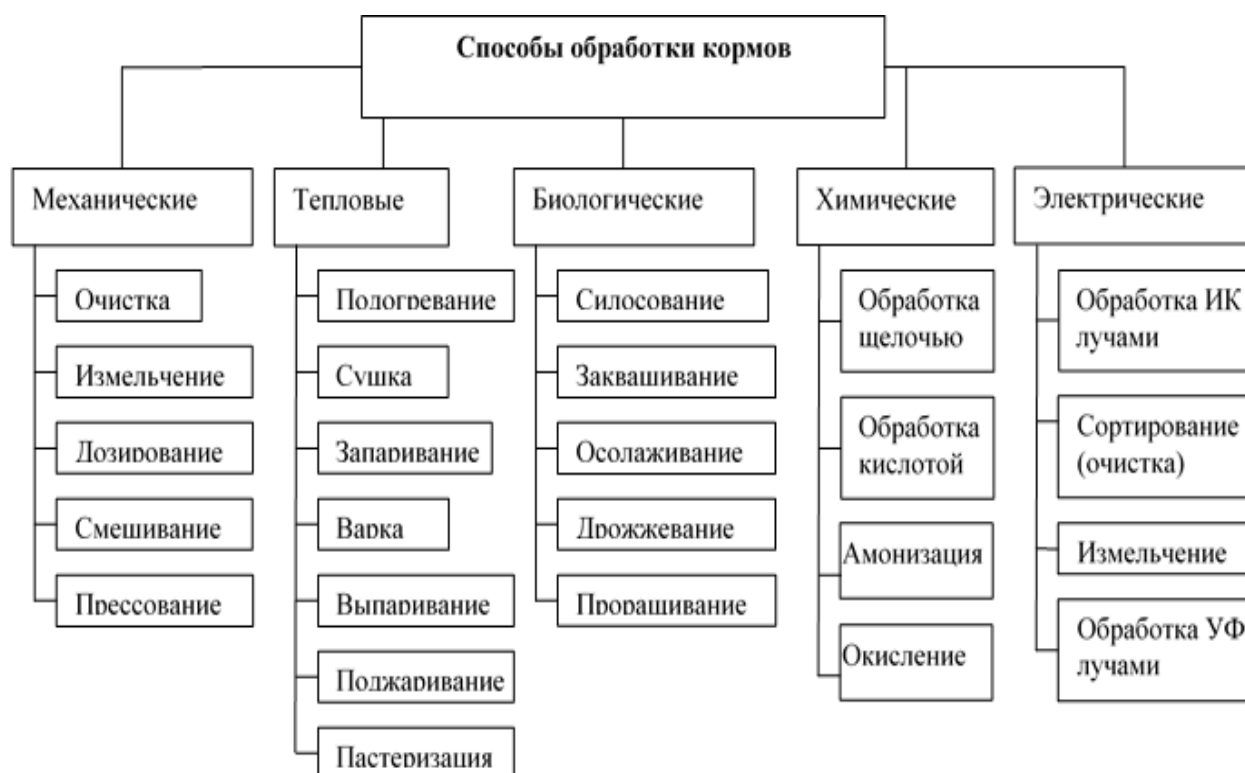 Способы обработки кормов
Механические
Тепловые
Биологические
Химические
Электрические
Очистка
Измельчение
Дозирование
Смешивание
Прессование
Подогревание
Сушка
Запаривание
Варка
Выпаривание
Поджаривание
Пастеризация
Силосование
Заквашивание
Осолаживание
Дрожжевание
Проращивание
Обработка
щелочью
Обработка
кислотой
Амонизация
Окисление
Обработка ИК
лучами
Сортирование
(очистка)
Измельчение
Обработка УФ
лучами